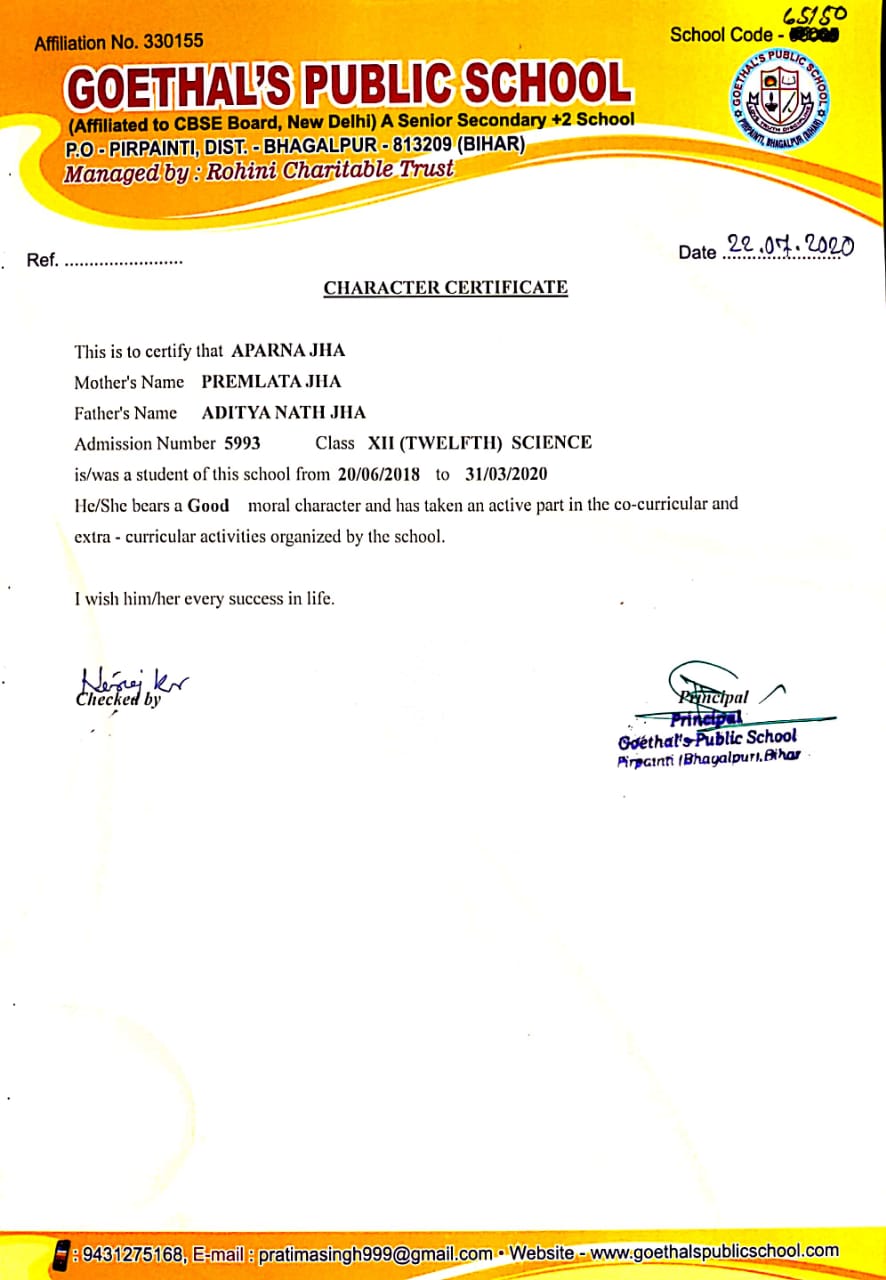 65150
Affiliation No. 330155
School Code -
GOETHAL'S PUBLIC SCHOOL
(Affiliated to CBSE Board, New Delhi) A Senior Secondary +2 School
P.O - PIRPAINTI, DIST. - BHAGALPUR - 813209 (BIHAR)
Managed by : Rohini Charitable Trust
GOETHAL'S PUBLIC SCHOOL
PIRPAINTI, BHAGALPUR (BIHAR)
Ref. ........................
Date 22.07.2020
CHARACTER CERTIFICATE
This is to certify that APARNA JHA
Mother's Name PREMLATA JHA
Father's Name ADITYA NATH JHA
Admission Number 5993 Class XII (TWELFTH) SCIENCE
is/was a student of this school from 20/06/2018 to 31/03/2020
He/She bears a Good moral character and has taken an active part in the co-curricular and
extra - curricular activities organized by the school.
I wish him/her every success in life.
Checked by
Principal
Principal
Goethal's Public School
Pirpainti (Bhagalpur), Bihar
: 9431275168, E-mail : pratimasingh999@gmail.com • Website - www.goethalspublicschool.com